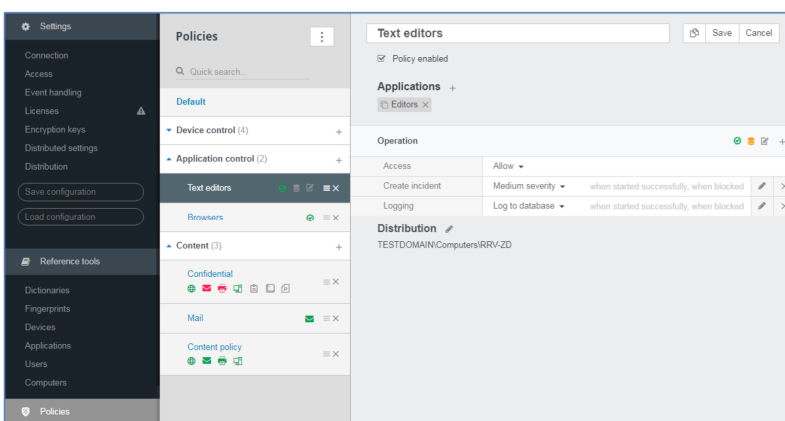 Settings
Connection
Access
Event handling
Licenses
Encryption keys
Distributed settings
Distribution
Save configuration
Load configuration
Reference tools
Dictionaries
Fingerprints
Devices
Applications
Users
Computers
Policies
Policies
Quick search...
Default
Device control (4)
Application control (2)
Text editors
Browsers
Content (3)
Confidential
Mail
Content policy
Text editors
Save Cancel
Policy enabled
Applications +
Editors
Operation
Access Allow
Create incident Medium severity when started successfully, when blocked
Logging Log to database when started successfully, when blocked
Distribution
TESTDOMAIN\Computers\RRV-ZD